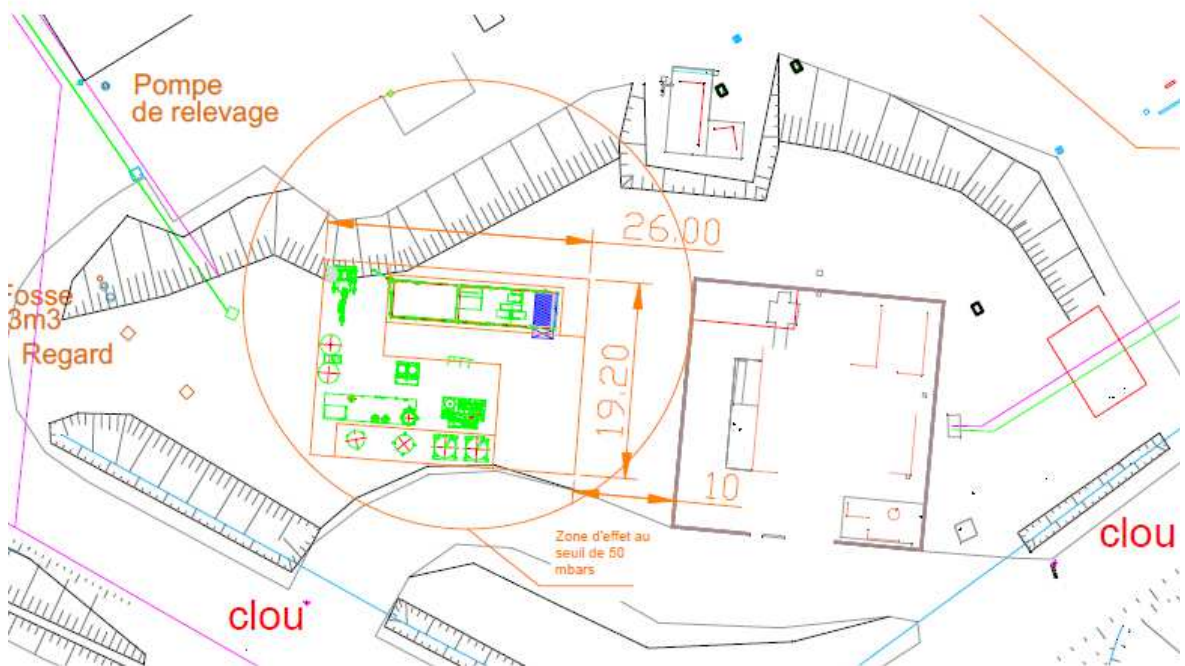 Pompe
de relevage
26.00
3m3
Regard
19.20
10
Zone d'effet au
seuil de 50
mbars
clou
clou